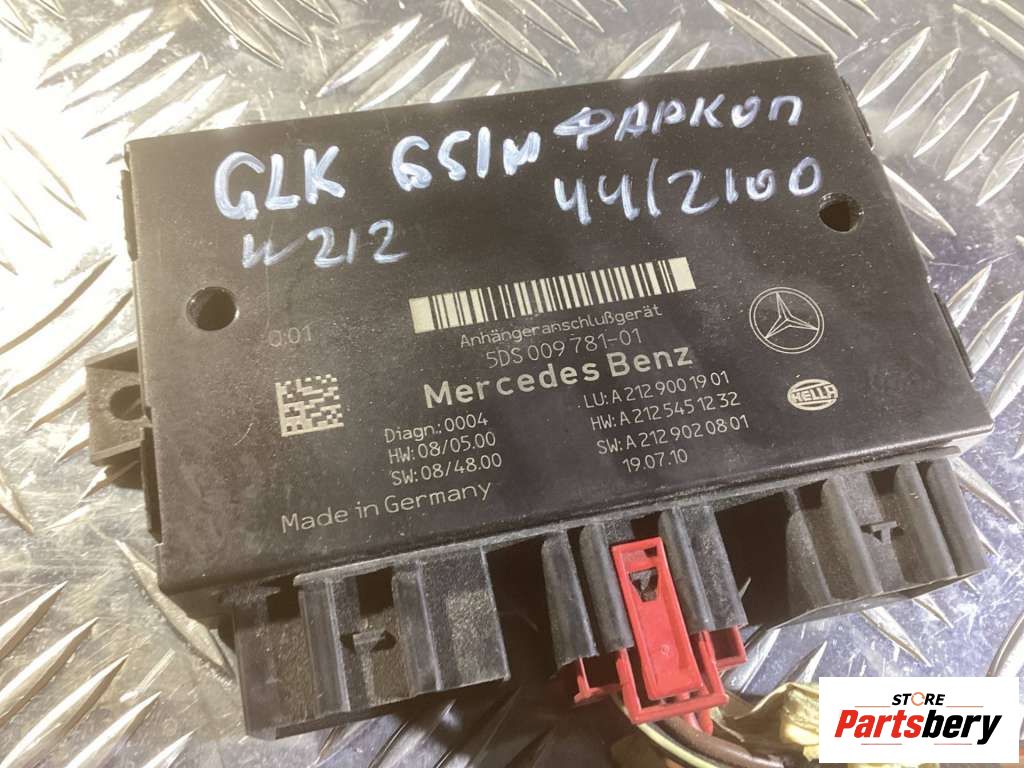 GLK 651м ФАРКОП
W212 44/2100
Q:01
Anhängeranschlußgerät
5DS 009 781-01
Mercedes Benz
Diagn.:0004
HW:08/05.00
SW:08/48.00
LU:A 212 900 19 01
HW:A 212 545 12 32
SW:A 212 902 08 01
19.07.10
HELLA
Made in Germany
STORE
Partsbery